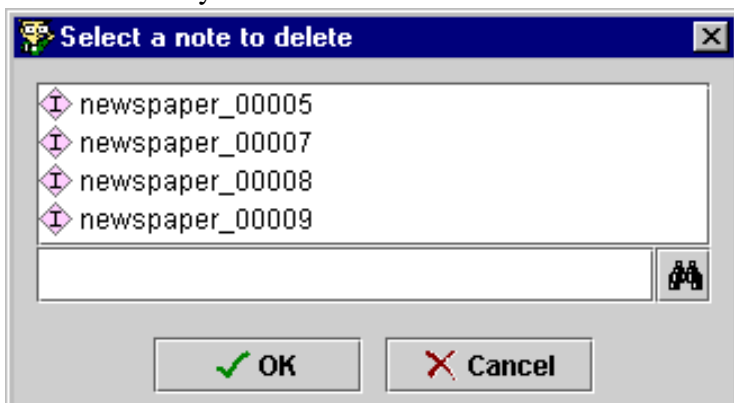 Select a note to delete
I newspaper_00005
I newspaper_00007
I newspaper_00008
I newspaper_00009
OK Cancel